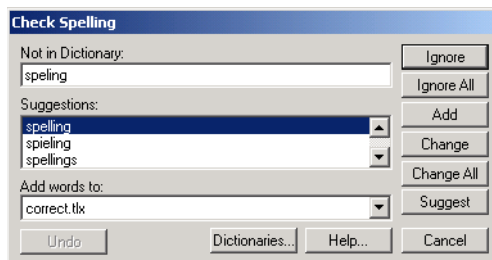 Check Spelling
Not in Dictionary:
speling
Suggestions:
spelling
spieling
spellings
Add words to:
correct.tlx
Ignore
Ignore All
Add
Change
Change All
Suggest
Undo
Dictionaries...
Help...
Cancel